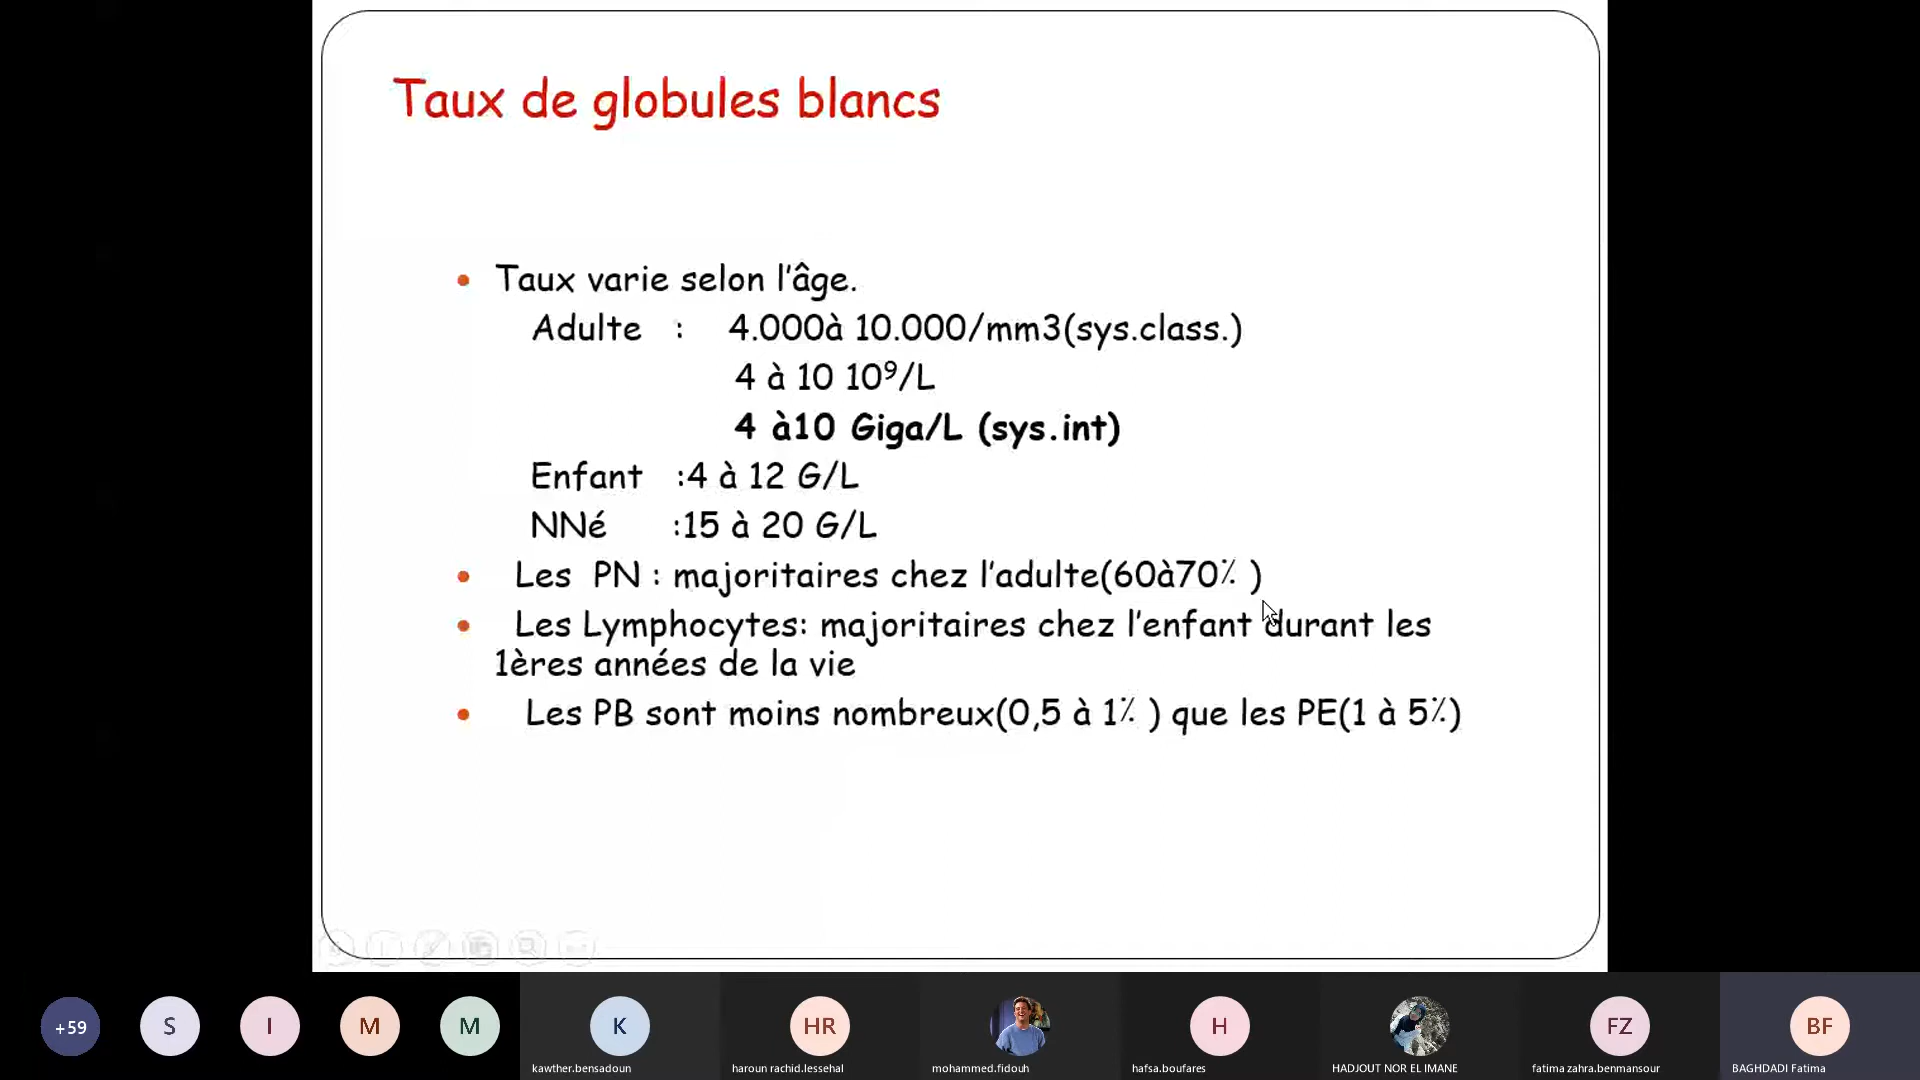 Taux de globules blancs
• Taux varie selon l'âge.
Adulte : 4.000à 10.000/mm3(sys.class.)
4 à 10 10⁹/L
4 à10 Giga/L (sys.int)
Enfant :4 à 12 G/L
NNé :15 à 20 G/L
• Les PN : majoritaires chez l'adulte(60à70% )
• Les Lymphocytes: majoritaires chez l'enfant durant les
1ères années de la vie
• Les PB sont moins nombreux(0,5 à 1% ) que les PE(1 à 5%)
+59 S I M M K HR H FZ BF
kawther.bensadoun haroun rachid.lessehal mohammed.fidouh hafsa.boufares HADJOUT NOR EL IMANE fatima zahra.benmansour BAGHDADI Fatima